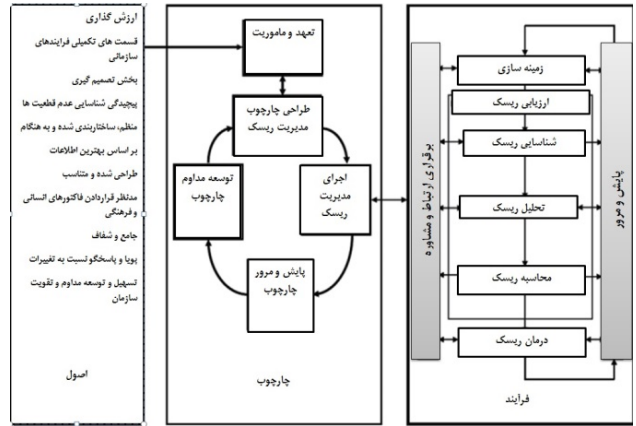 ارزش گذاری
قسمت های تکمیلی فرایندهای
سازمانی
بخش تصمیم گیری
پیچیدگی شناسایی عدم قطعیت ها
منظم، ساختاربندی شده و به هنگام
بر اساس بهترین اطلاعات
طراحی شده و متناسب
مدنظر قراردادن فاکتورهای انسانی
و فرهنگی
جامع و شفاف
پویا و پاسخگو نسبت به تغییرات
تسهیل و توسعه مداوم و تقویت
سازمان
اصول
تعهد و ماموریت
طراحی چارچوب
مدیریت ریسک
توسعه مداوم
چارچوب
اجرای
مدیریت
ریسک
پایش و مرور
چارچوب
چارچوب
برقراری ارتباط و مشاوره
زمینه سازی
ارزیابی ریسک
شناسایی ریسک
تحلیل ریسک
محاسبه ریسک
درمان ریسک
پایش و مرور
فرآیند